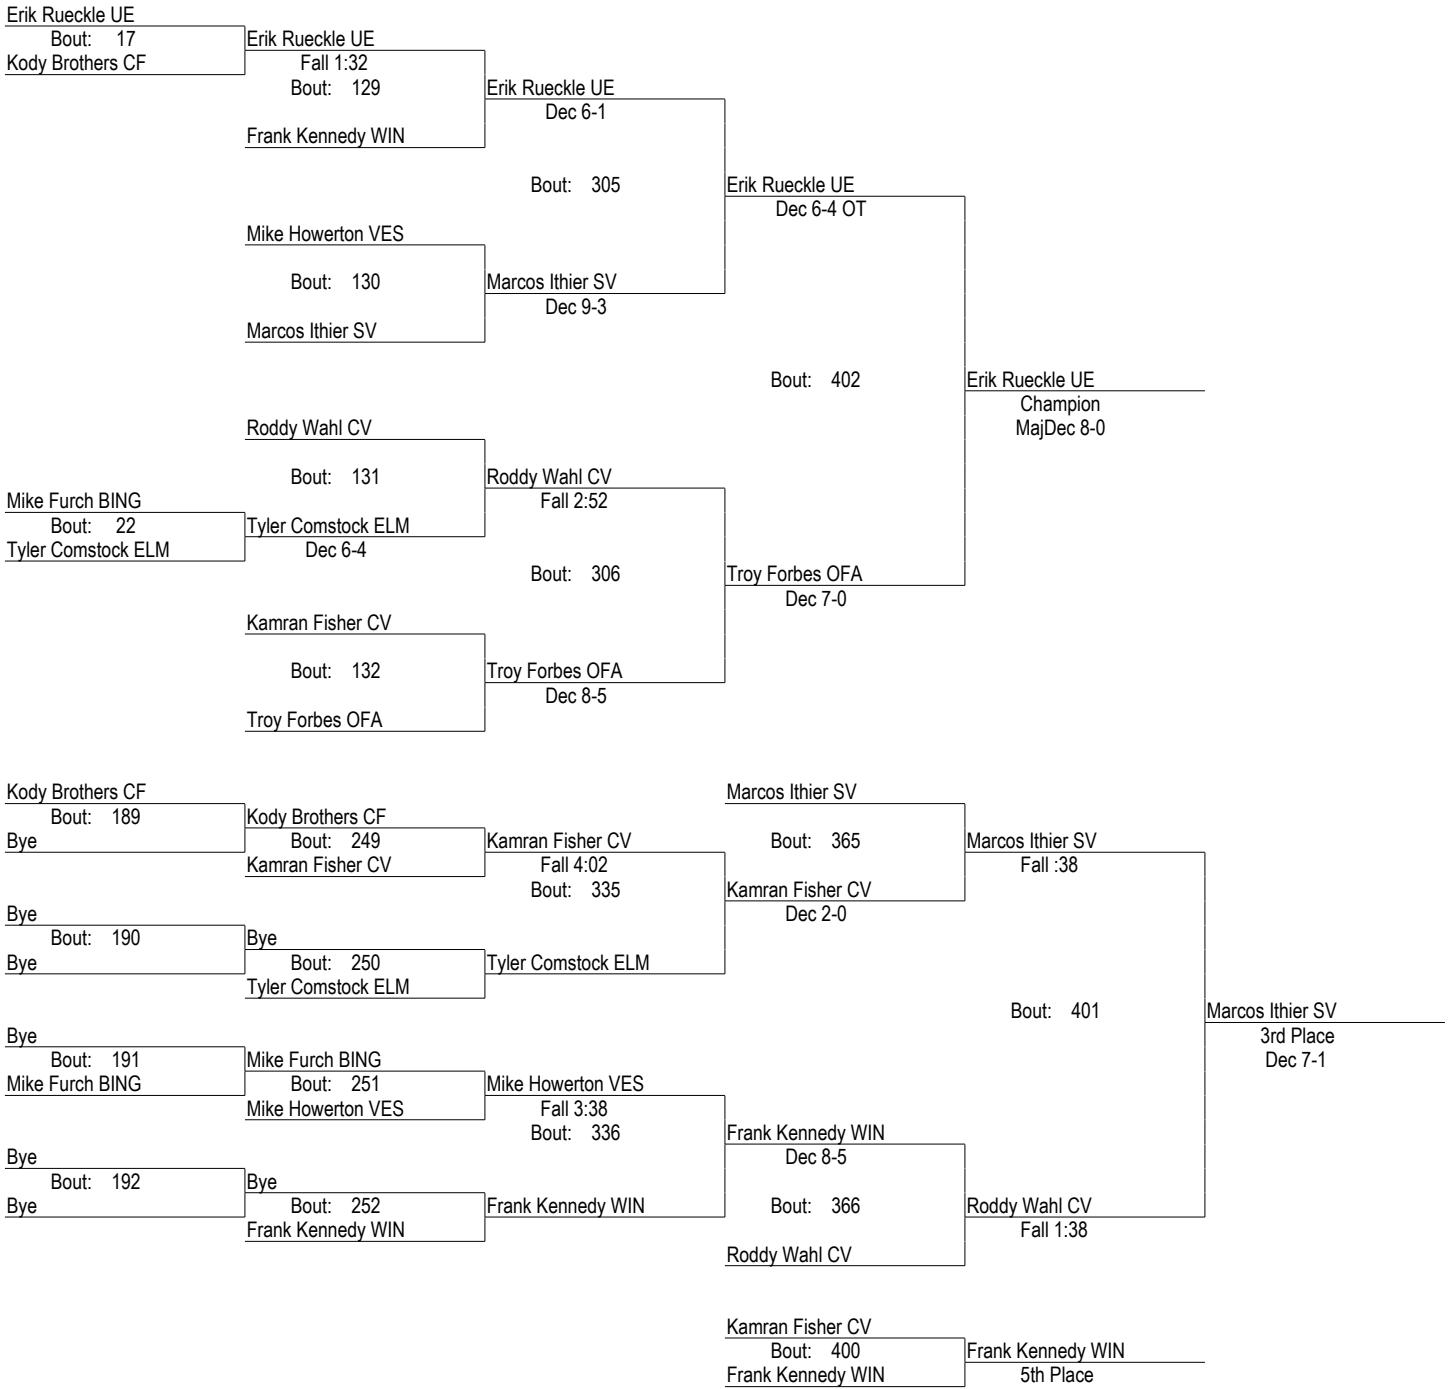 Erik Rueckle UE
Bout: 17
Kody Brothers CF
Erik Rueckle UE
Fall 1:32
Bout: 129
Frank Kennedy WIN
Erik Rueckle UE
Dec 6-1
Bout: 305
Mike Howerton VES
Bout: 130
Marcos Ithier SV
Marcos Ithier SV
Dec 9-3
Erik Rueckle UE
Dec 6-4 OT
Bout: 402
Erik Rueckle UE
Champion
MajDec 8-0
Roddy Wahl CV
Bout: 131
Mike Furch BING
Bout: 22
Tyler Comstock ELM
Tyler Comstock ELM
Dec 6-4
Roddy Wahl CV
Fall 2:52
Bout: 306
Troy Forbes OFA
Dec 7-0
Kamran Fisher CV
Bout: 132
Troy Forbes OFA
Troy Forbes OFA
Dec 8-5
Kody Brothers CF
Bout: 189
Bye
Kody Brothers CF
Bout: 249
Kamran Fisher CV
Kamran Fisher CV
Fall 4:02
Bout: 335
Bye
Bout: 190
Bye
Bye
Bout: 250
Tyler Comstock ELM
Tyler Comstock ELM
Marcos Ithier SV
Bout: 365
Kamran Fisher CV
Dec 2-0
Marcos Ithier SV
Fall :38
Bout: 401
Marcos Ithier SV
3rd Place
Dec 7-1
Bye
Bout: 191
Mike Furch BING
Mike Furch BING
Bout: 251
Mike Howerton VES
Mike Howerton VES
Fall 3:38
Bout: 336
Bye
Bout: 192
Bye
Bye
Bout: 252
Frank Kennedy WIN
Frank Kennedy WIN
Frank Kennedy WIN
Dec 8-5
Bout: 366
Roddy Wahl CV
Roddy Wahl CV
Fall 1:38
Kamran Fisher CV
Bout: 400
Frank Kennedy WIN
Frank Kennedy WIN
5th Place